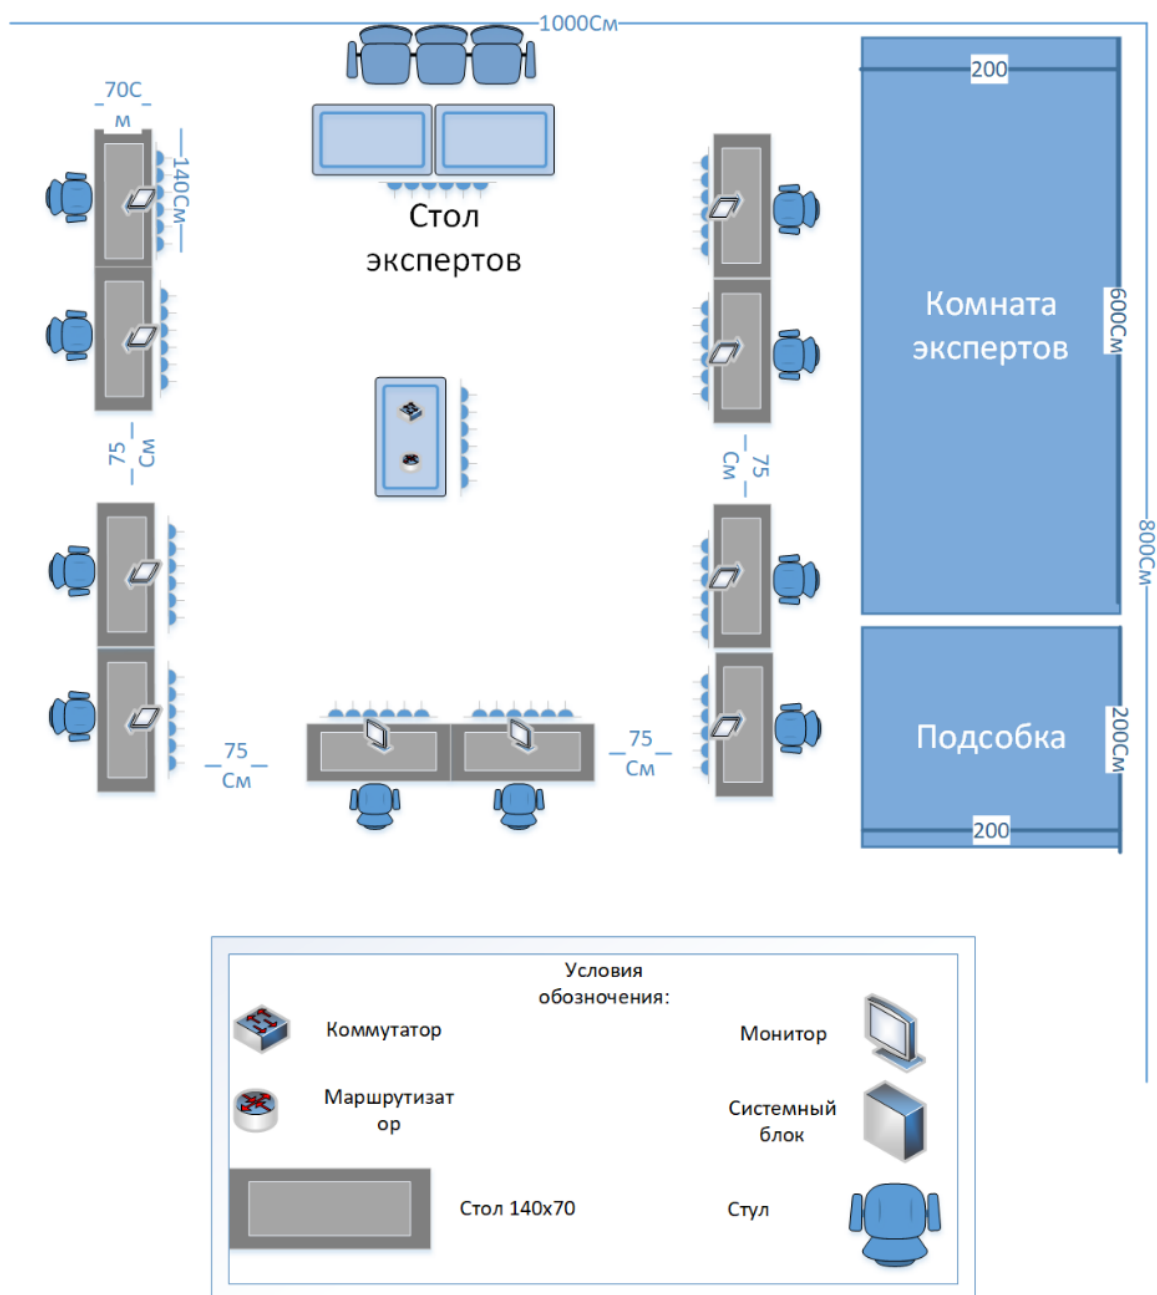 1000См
200
70С
м
140См
Стол
экспертов
Комната
экспертов
600См
75
См
75
См
800См
75
См
75
См
Подсобка
200См
200
Условия
обозночения:
Коммутатор
Монитор
Маршрутизат
ор
Системный
блок
Стол 140х70
Стул